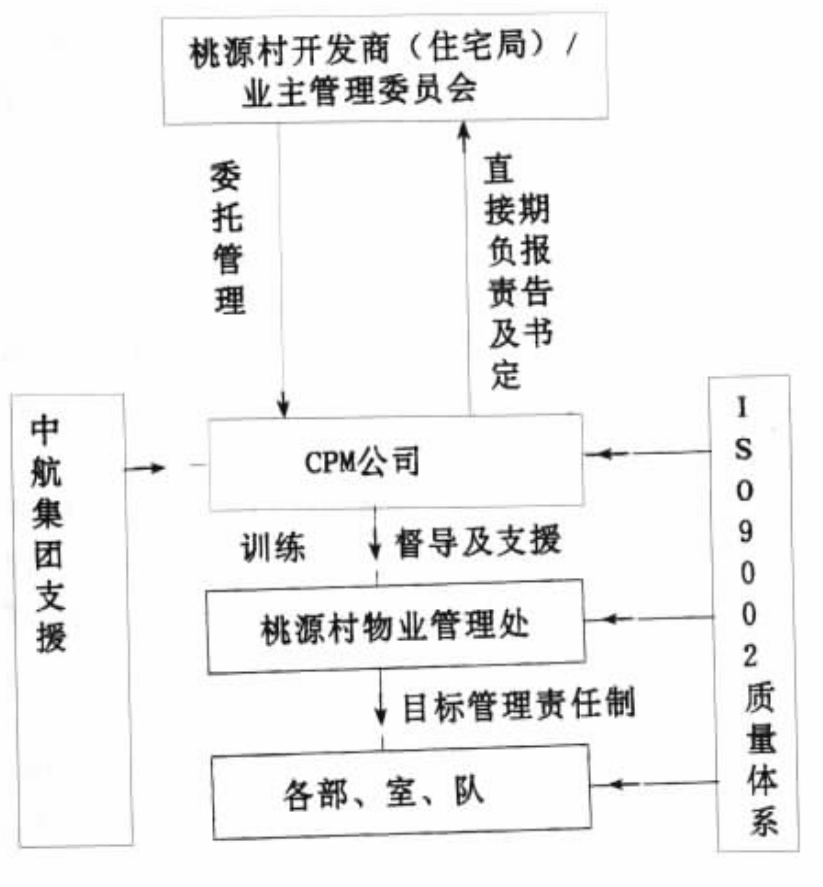 桃源村开发商（住宅局）/
业主管理委员会
委托管理
直接负责及定
期报告书
中航集团支援
CPM公司
ISO9002质量体系
训练
督导及支援
桃源村物业管理处
目标管理责任制
各部、室、队